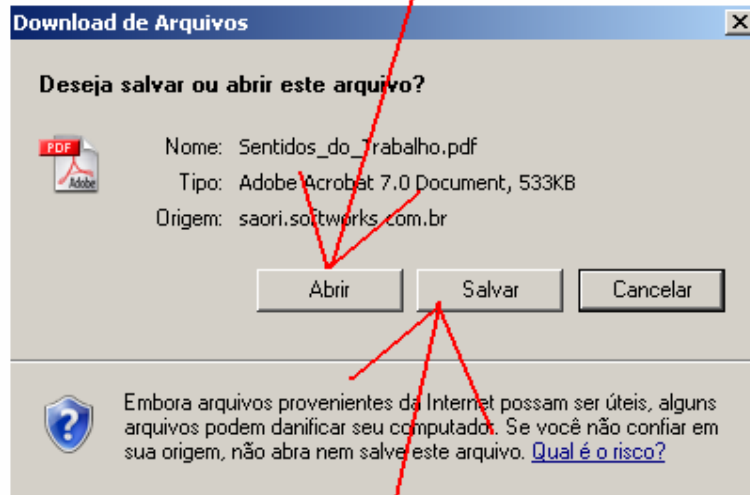 Download de Arquivos
Deseja salvar ou abrir este arquivo?
PDF
Adobe
Nome: Sentidos_do_Trabalho.pdf
Tipo: Adobe Acrobat 7.0 Document, 533KB
Origem: saori.softworks.com.br
Abrir Salvar Cancelar
Embora arquivos provenientes da Internet possam ser úteis, alguns
arquivos podem danificar seu computador. Se você não confiar em
sua origem, não abra nem salve este arquivo. Qual é o risco?